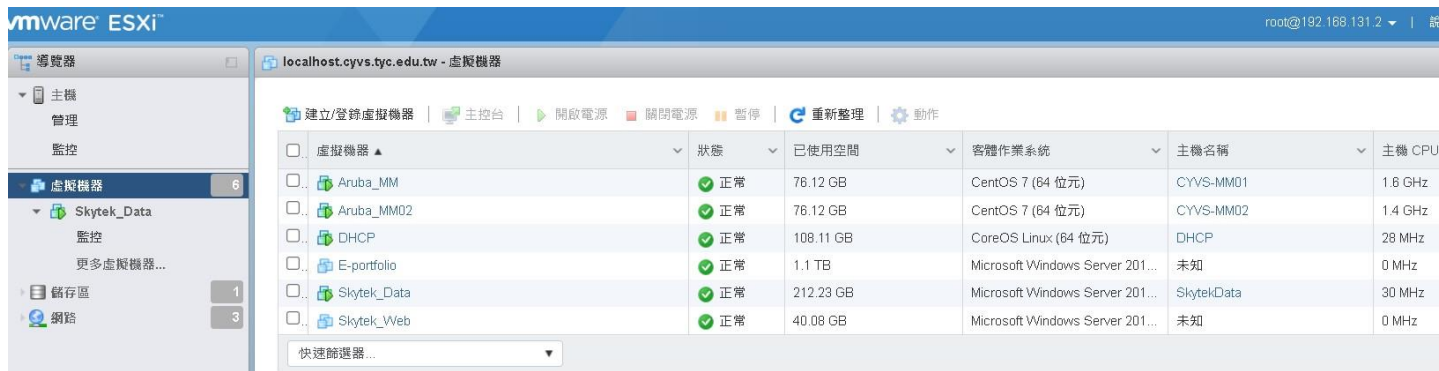 vmware ESXi™
root@192.168.131.2 |
導覽器
主機
管理
監控
虛擬機器 6
Skytek_Data
監控
更多虛擬機器...
儲存區 1
網路 3
localhost.cyvs.tyc.edu.tw - 虛擬機器
建立/登錄虛擬機器 | 主控台 | 開啟電源 關閉電源 暫停 | 重新整理 | 動作
虛擬機器 狀態 已使用空間 客體作業系統 主機名稱 主機 CPU
Aruba_MM 正常 76.12 GB CentOS 7 (64 位元) CYVS-MM01 1.6 GHz
Aruba_MM02 正常 76.12 GB CentOS 7 (64 位元) CYVS-MM02 1.4 GHz
DHCP 正常 108.11 GB CoreOS Linux (64 位元) DHCP 28 MHz
E-portfolio 正常 1.1 TB Microsoft Windows Server 201... 未知 0 MHz
Skytek_Data 正常 212.23 GB Microsoft Windows Server 201... SkytekData 30 MHz
Skytek_Web 正常 40.08 GB Microsoft Windows Server 201... 未知 0 MHz
快速篩選器...